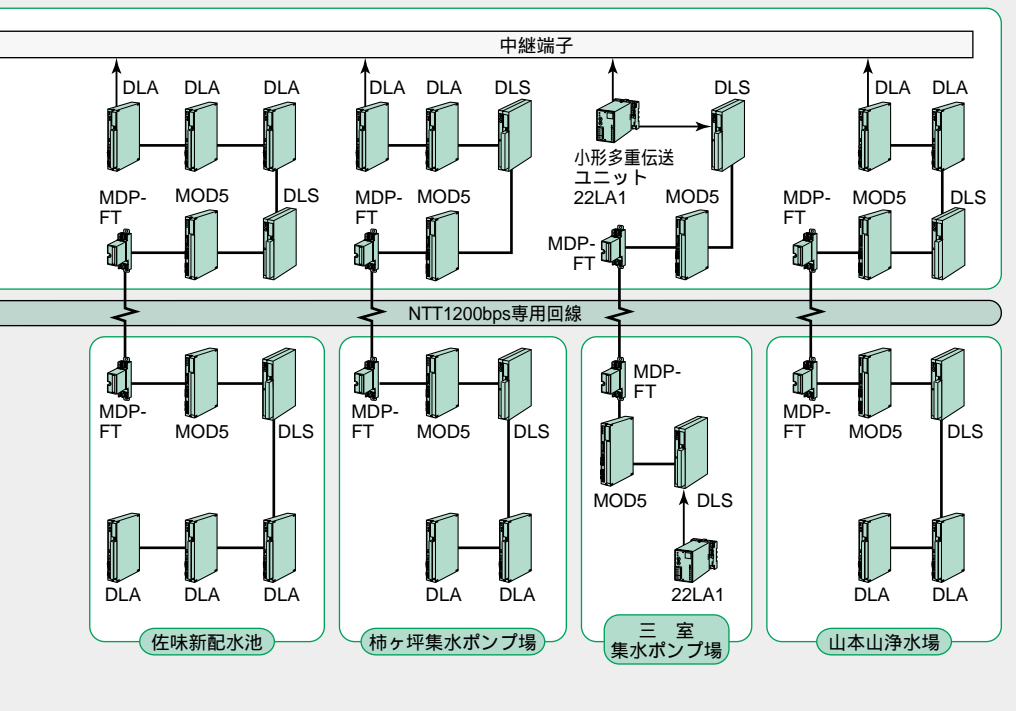 中継端子
DLA
DLA
DLA
DLA
DLA
DLS
DLS
DLA
DLA
小形多重伝送
ユニット
22LA1
MDP-
FT
MOD5
DLS
MDP-
FT
MOD5
MDP-
FT
MOD5
MDP-
FT
MOD5
DLS
NTT1200bps専用回線
MDP-
FT
MOD5
DLS
MDP-
FT
MOD5
DLS
MDP-
FT
MOD5
DLS
MDP-
FT
MOD5
DLS
DLA
DLA
DLA
DLA
DLA
22LA1
DLA
DLA
佐味新配水池
柿ヶ坪集水ポンプ場
三 室
集水ポンプ場
山本山浄水場